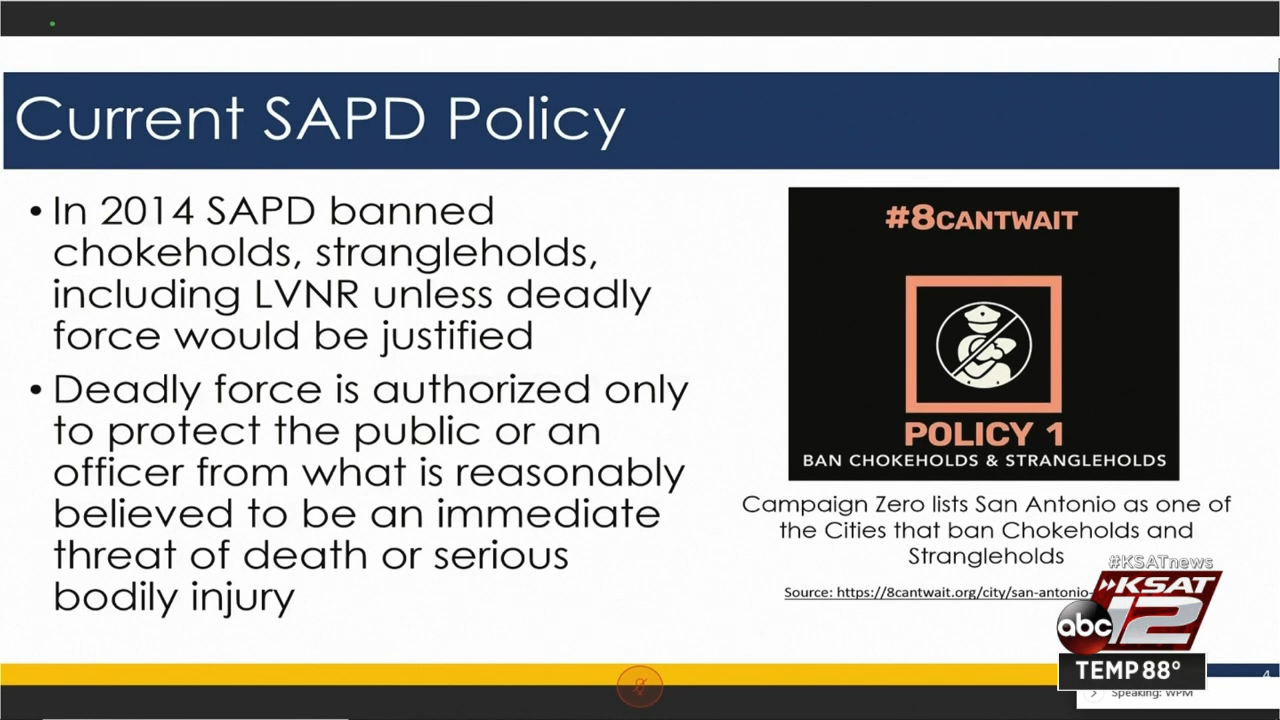 Current SAPD Policy
• In 2014 SAPD banned
chokeholds, strangleholds,
including LVNR unless deadly
force would be justified
• Deadly force is authorized only
to protect the public or an
officer from what is reasonably
believed to be an immediate
threat of death or serious
bodily injury
#8CANTWAIT
POLICY 1
BAN CHOKEHOLDS & STRANGLEHOLDS
Campaign Zero lists San Antonio as one of
the Cities that ban Chokeholds and
Strangleholds
Source: https://8cantwait.org/city/san-antonio-
#KSATnews
KSAT
abc 12
TEMP 88°
4
Speaking: WPM